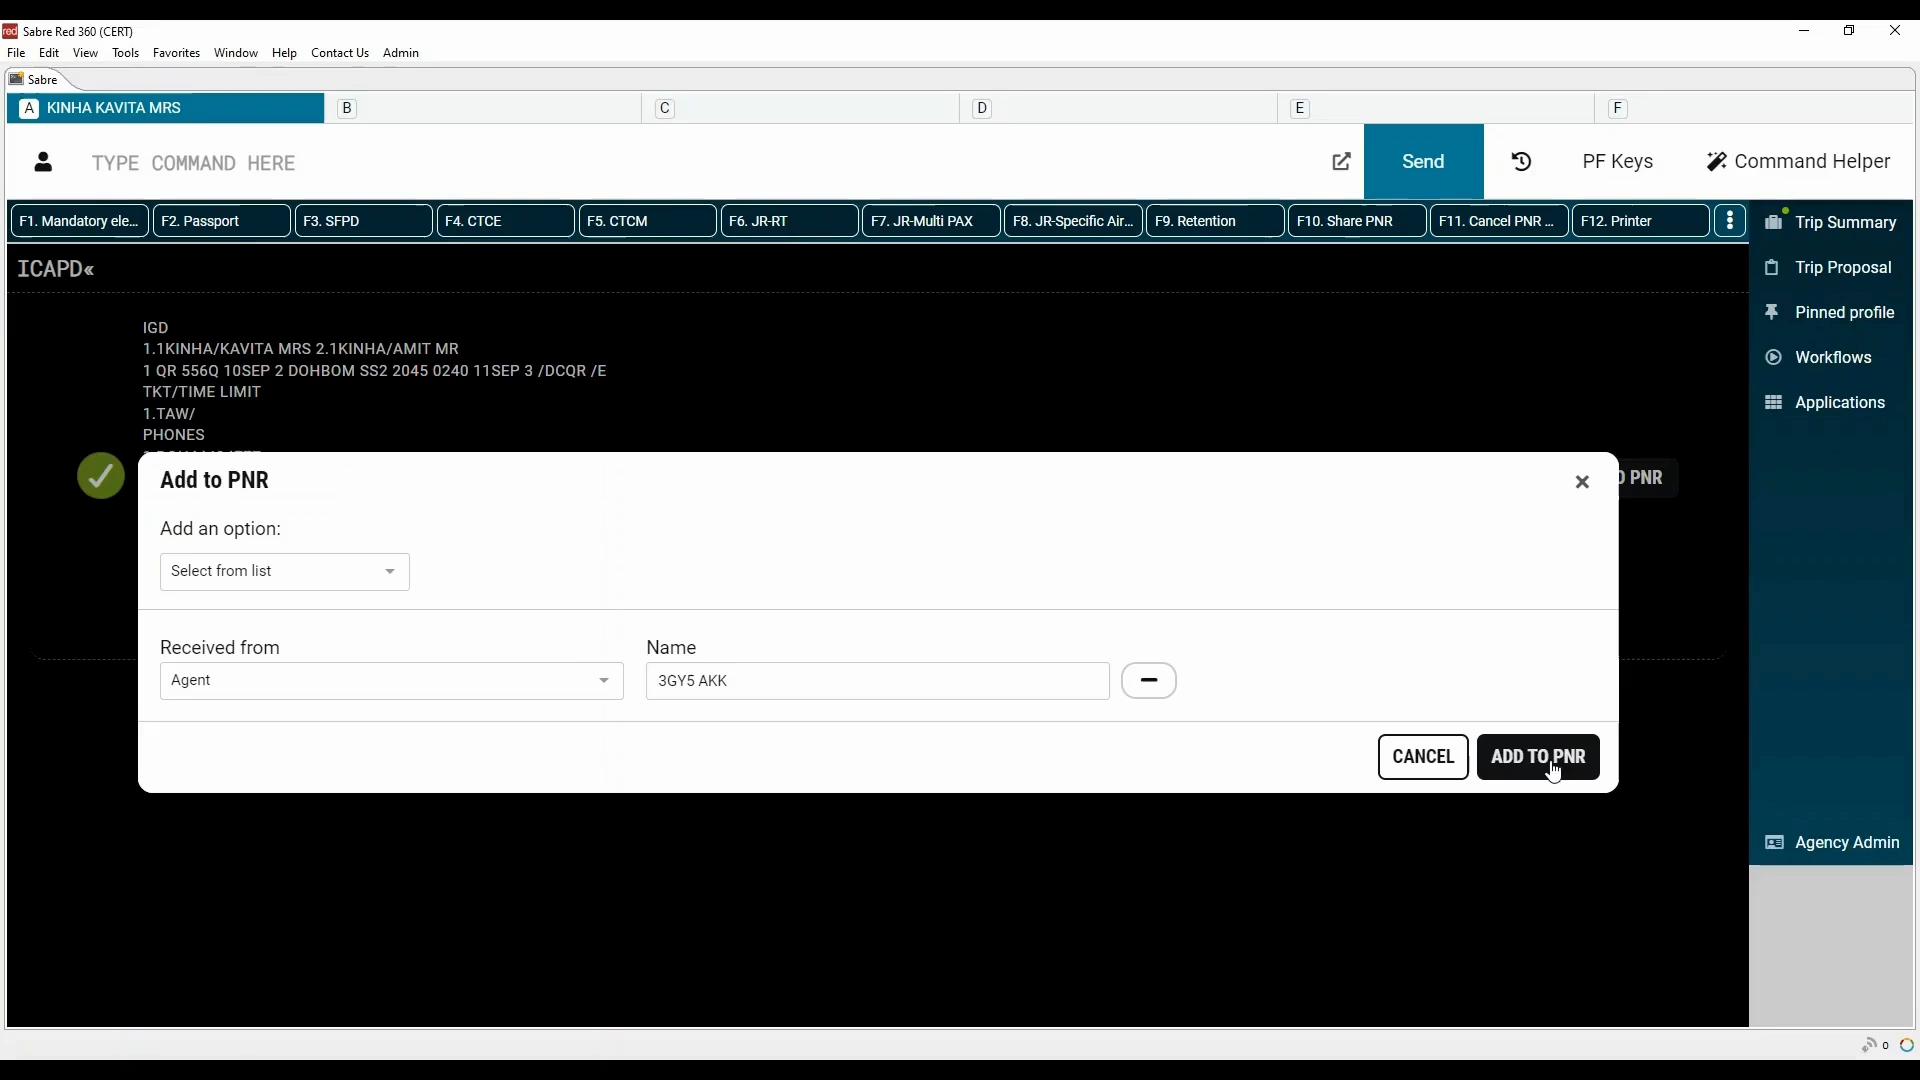 red Sabre Red 360 (CERT)
File Edit View Tools Favorites Window Help Contact Us Admin
Sabre
A KINHA KAVITA MRS B C D E F
TYPE COMMAND HERE Send PF Keys Command Helper
F1. Mandatory ele... F2. Passport F3. SFPD F4. CTCE F5. CTCM F6. JR-RT F7. JR-Multi PAX F8. JR-Specific Air... F9. Retention F10. Share PNR F11. Cancel PNR ... F12. Printer
Trip Summary
Trip Proposal
Pinned profile
Workflows
Applications
Agency Admin
ICAPD«
IGD
1.1KINHA/KAVITA MRS 2.1KINHA/AMIT MR
1 QR 556Q 10SEP 2 DOHBOM SS2 2045 0240 11SEP 3 /DCQR /E
TKT/TIME LIMIT
1.TAW/
PHONES
PNR
Add to PNR
Add an option:
Select from list
Received from Name
Agent 3GY5 AKK
CANCEL ADD TO PNR
0